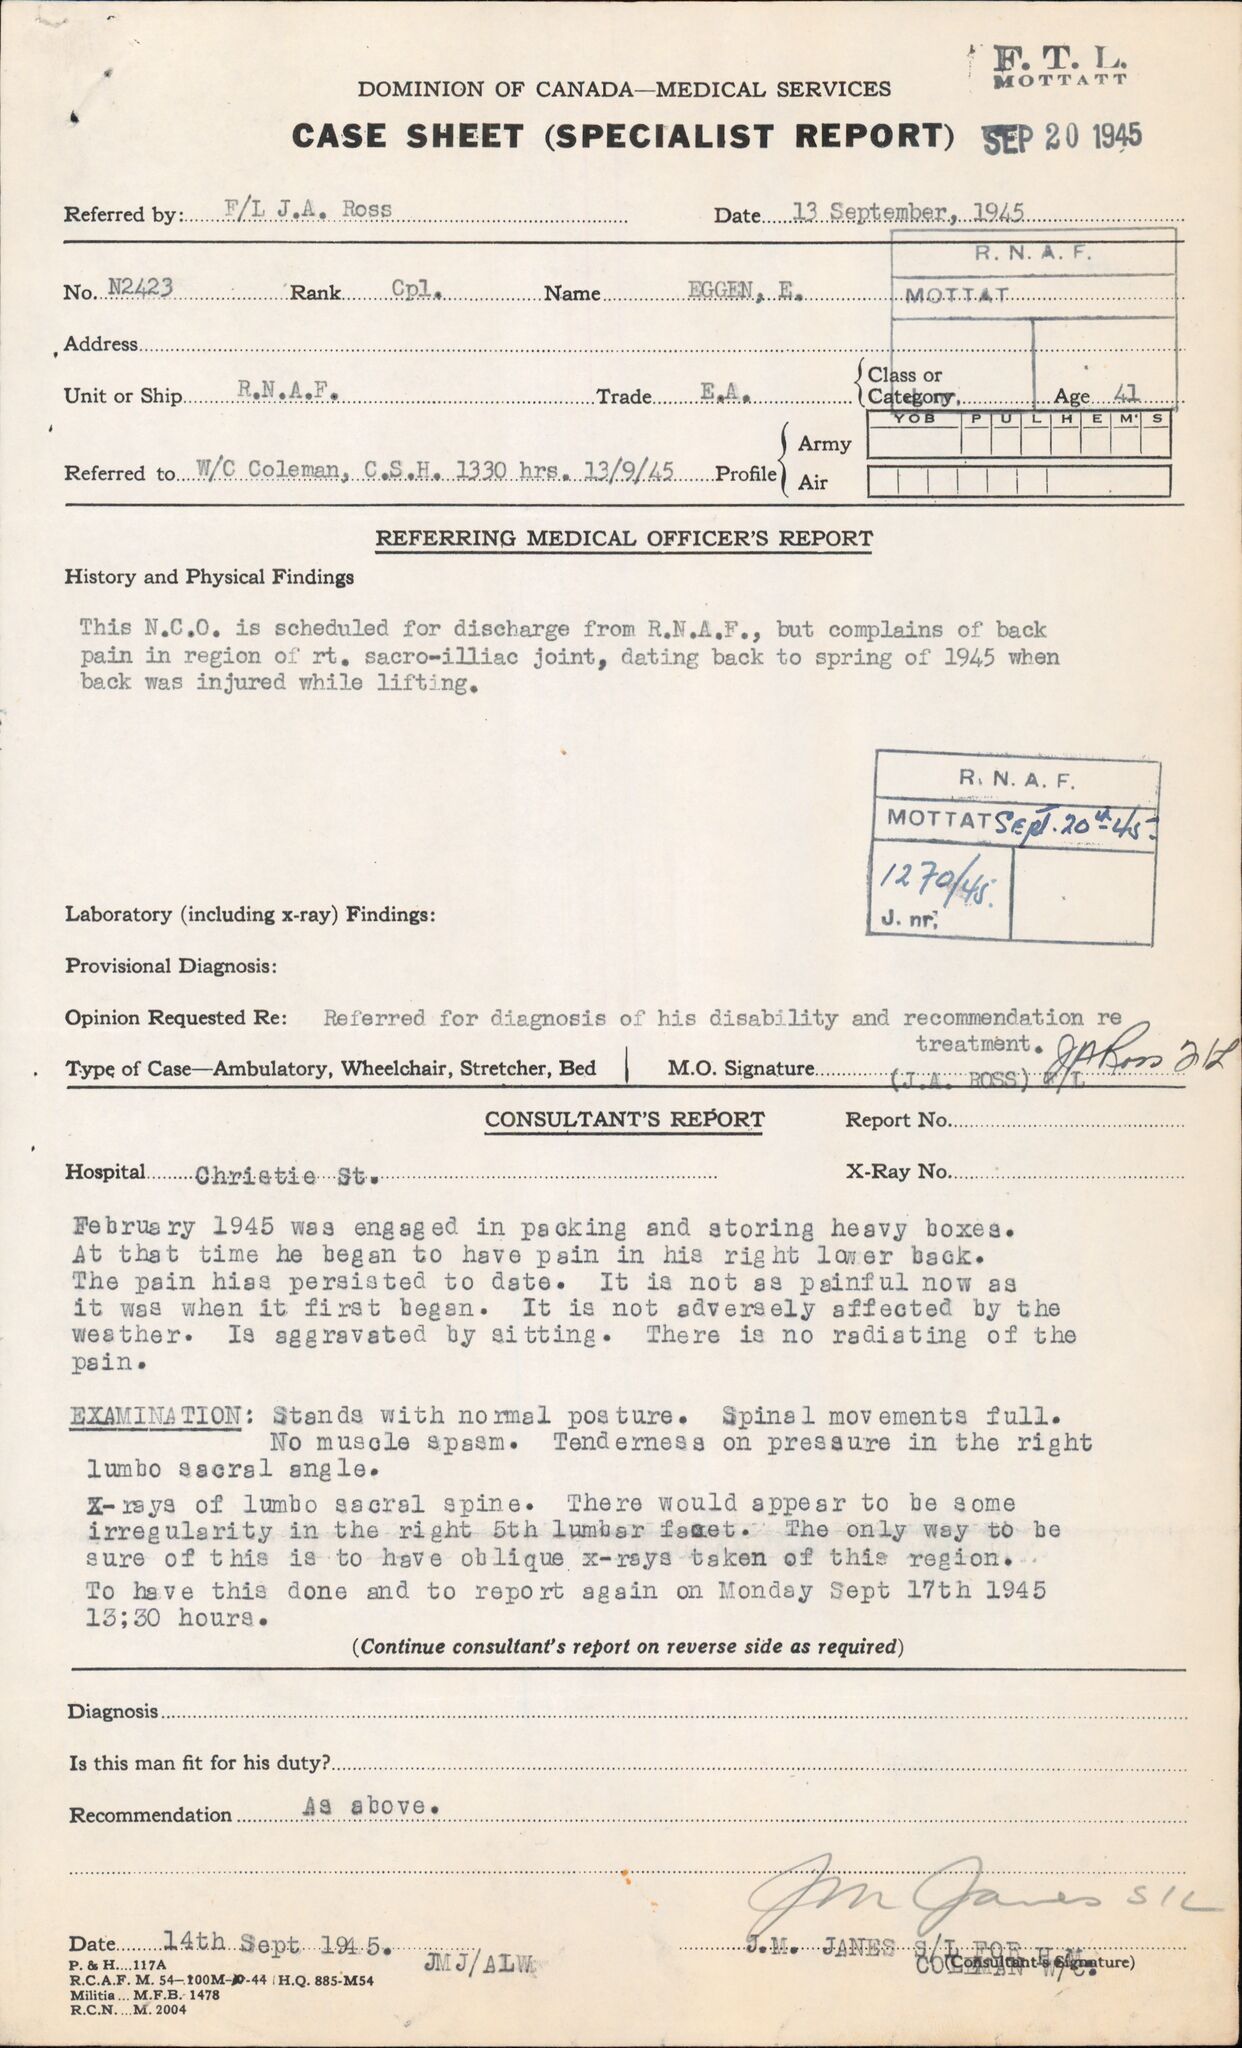 F. T. L.
MOTTATT
SEP 20 1945
DOMINION OF CANADA—MEDICAL SERVICES
CASE SHEET (SPECIALIST REPORT)
Referred by: F/L J.A. Ross Date 13 September, 1945
R. N. A. F.
MOTTAT
No. N2423 Rank Cpl. Name EGGEN, E.
Address
Unit or Ship R.N.A.F. Trade E.A. Class or Category, Age 41
YOB P U L H E M S
Referred to W/C Coleman, C.S.H. 1330 hrs. 13/9/45 Profile Army
Air
REFERRING MEDICAL OFFICER'S REPORT
History and Physical Findings
This N.C.O. is scheduled for discharge from R.N.A.F., but complains of back
pain in region of rt. sacro-illiac joint, dating back to spring of 1945 when
back was injured while lifting.
R. N. A. F.
MOTTAT Sept. 20th 45
1270/45.
J. nr.
Laboratory (including x-ray) Findings:
Provisional Diagnosis:
Opinion Requested Re: Referred for diagnosis of his disability and recommendation re
treatment.
Type of Case—Ambulatory, Wheelchair, Stretcher, Bed M.O. Signature JA Ross F/L
(J.A. ROSS) F/L
CONSULTANT'S REPORT Report No.
Hospital Christie St. X-Ray No.
February 1945 was engaged in packing and storing heavy boxes.
At that time he began to have pain in his right lower back.
The pain hiss persisted to date. It is not as painful now as
it was when it first began. It is not adversely affected by the
weather. Is aggravated by sitting. There is no radiating of the
pain.
EXAMINATION: Stands with normal posture. Spinal movements full.
No muscle spasm. Tenderness on pressure in the right
lumbo sacral angle.
X-rays of lumbo sacral spine. There would appear to be some
irregularity in the right 5th lumbar facet. The only way to be
sure of this is to have oblique x-rays taken of this region.
To have this done and to report again on Monday Sept 17th 1945
13;30 hours.
(Continue consultant's report on reverse side as required)
Diagnosis
Is this man fit for his duty?
Recommendation As above.
JM Janes S/L
Date 14th Sept 1945. JMJ/ALW J.M. JANES S/L FOR H.M.
COLEMAN W/C.
(Consultant's Signature)
P. & H. 117A
R.C.A.F. M. 54—100M-10-44 H.Q. 885-M54
Militia M.F.B. 1478
R.C.N. M. 2004